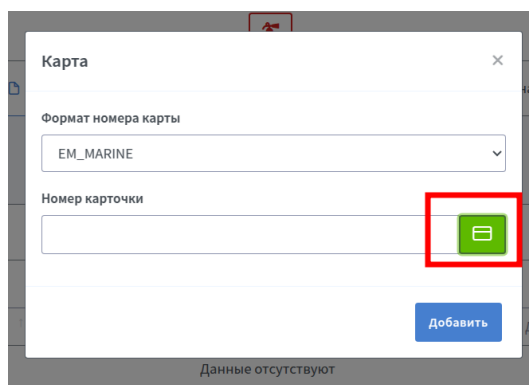 Карта
Формат номера карты
EM_MARINE
Номер карточки
Добавить
Данные отсутствуют